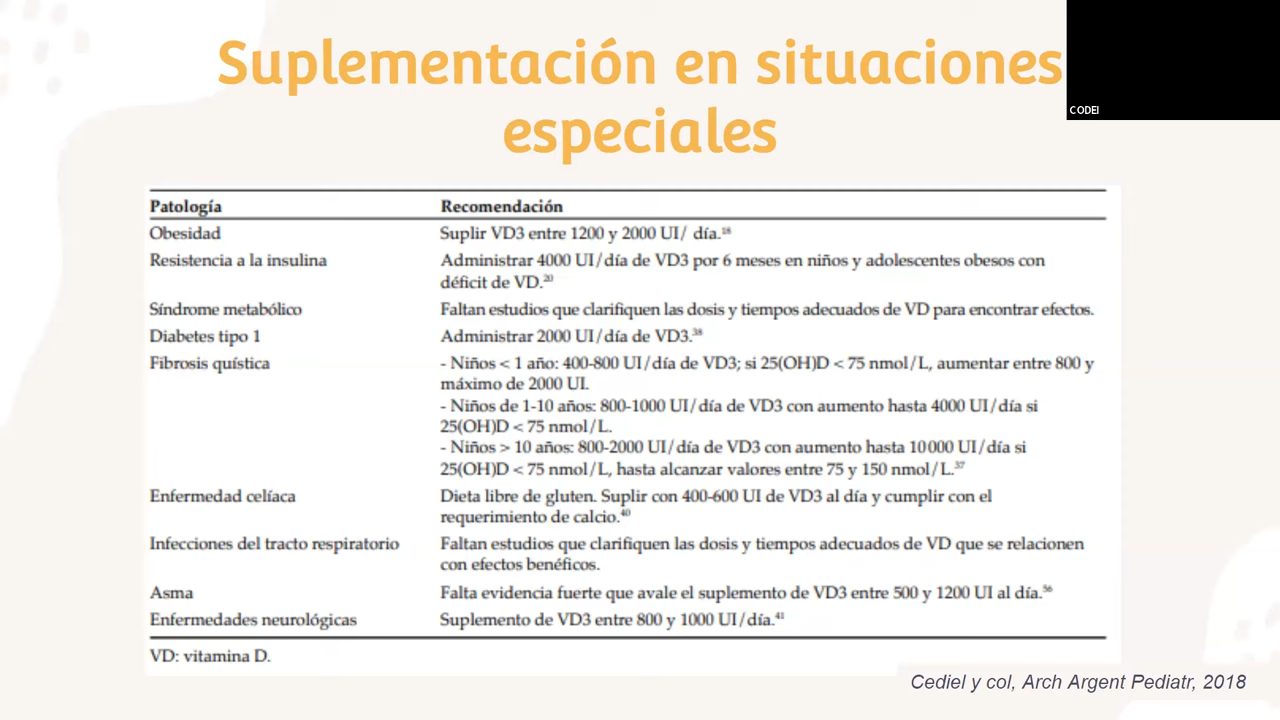 Suplementación en situaciones
especiales
CODEI
Patología Recomendación
Obesidad Suplir VD3 entre 1200 y 2000 UI/ día.¹⁸
Resistencia a la insulina Administrar 4000 UI/día de VD3 por 6 meses en niños y adolescentes obesos con
déficit de VD.²⁰
Síndrome metabólico Faltan estudios que clarifiquen las dosis y tiempos adecuados de VD para encontrar efectos.
Diabetes tipo 1 Administrar 2000 UI/día de VD3.³⁸
Fibrosis quística - Niños < 1 año: 400-800 UI/día de VD3; si 25(OH)D < 75 nmol/L, aumentar entre 800 y
máximo de 2000 UI.
- Niños de 1-10 años: 800-1000 UI/día de VD3 con aumento hasta 4000 UI/día si
25(OH)D < 75 nmol/L.
- Niños > 10 años: 800-2000 UI/día de VD3 con aumento hasta 10 000 UI/día si
25(OH)D < 75 nmol/L, hasta alcanzar valores entre 75 y 150 nmol/L.³⁷
Enfermedad celíaca Dieta libre de gluten. Suplir con 400-600 UI de VD3 al día y cumplir con el
requerimiento de calcio.⁴⁰
Infecciones del tracto respiratorio Faltan estudios que clarifiquen las dosis y tiempos adecuados de VD que se relacionen
con efectos benéficos.
Asma Falta evidencia fuerte que avale el suplemento de VD3 entre 500 y 1200 UI al día.⁵⁶
Enfermedades neurológicas Suplemento de VD3 entre 800 y 1000 UI/día.⁴¹
VD: vitamina D.
Cediel y col, Arch Argent Pediatr, 2018